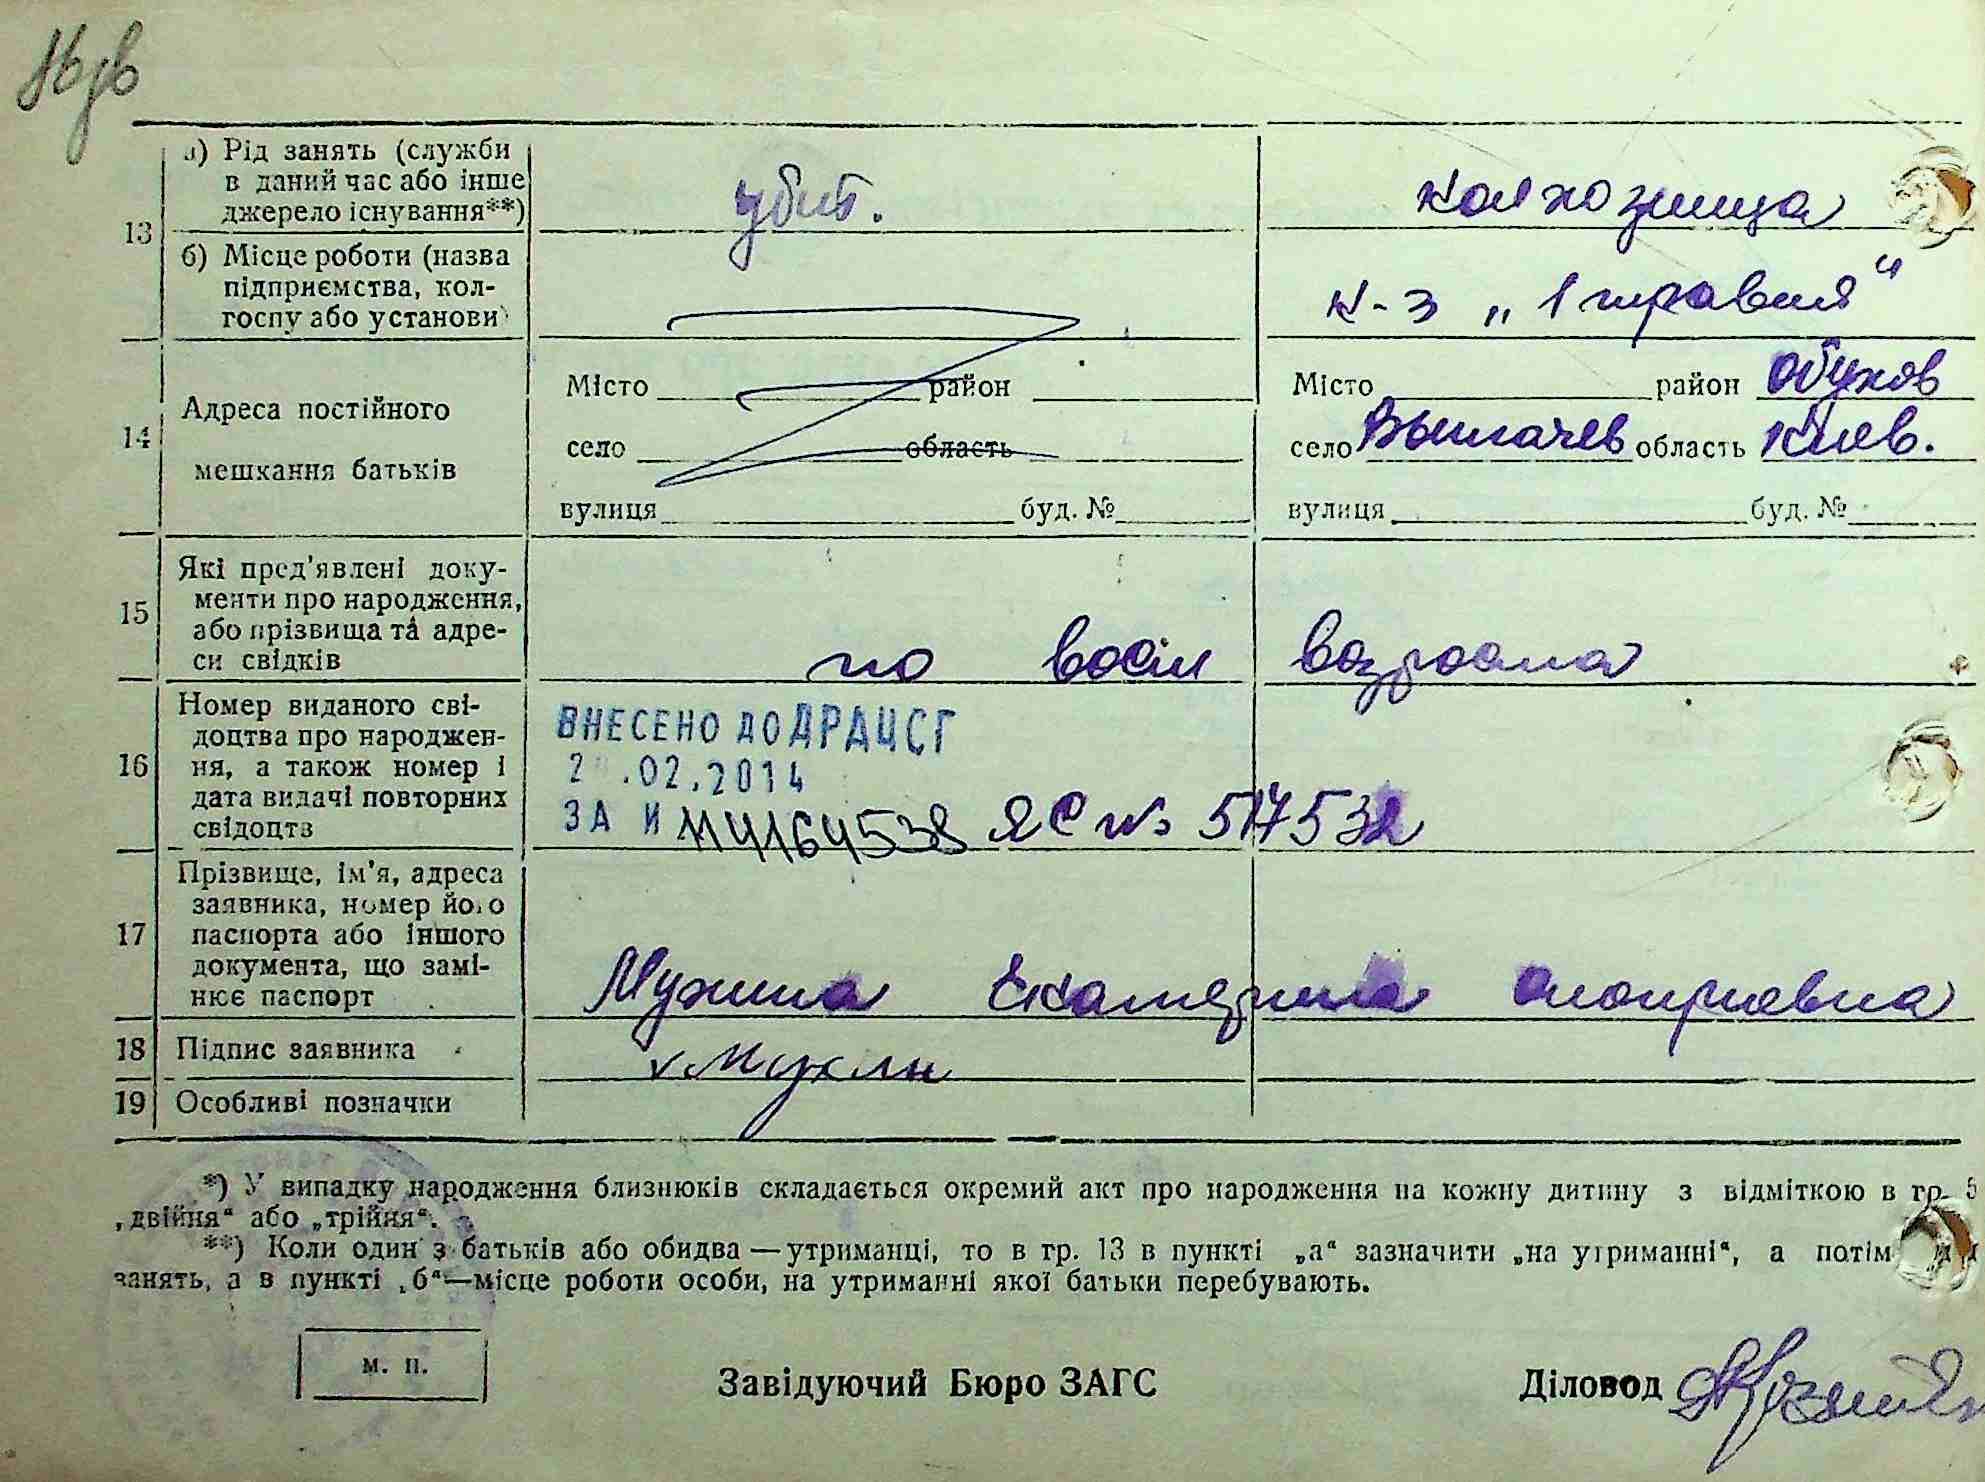 а) Рід занять (служби
в даний час або інше
джерело існування**)
убит.
колхозница
13
б) Місце роботи (назва
підприємства, кол-
госпу або установи
к-з „1 травня“
14
Адреса постійного
мешкання батьків
Місто район
село область
вулиця буд. №
Місто район Обухов
село Вытачев область Киев.
вулиця буд. №
15
Які пред'явлені доку-
менти про народження,
або прізвища та адре-
си свідків
по восім возроста
16
Номер виданого сві-
доцтва про народжен-
ня, а також номер і
дата видачі повторних
свідоцтв
ВНЕСЕНО ДО ДРАЦСГ
2 .02.2014
ЗА И 114164538 ЯС № 517532
17
Прізвище, ім'я, адреса
заявника, номер його
паспорта або іншого
документа, що замі-
нює паспорт
Мухина Екатерина
18 Підпис заявника
19 Особливі позначки
*) У випадку народження близнюків складається окремий акт про народження на кожну дитину з відміткою в гр. 5
„двійня“ або „трійня“.
**) Коли один з батьків або обидва — утриманці, то в гр. 13 в пункті „а“ зазначити „на утриманні“, а потім
занять, а в пункті „б“—місце роботи особи, на утриманні якої батьки перебувають.
м. п.
Завідуючий Бюро ЗАГС
Діловод